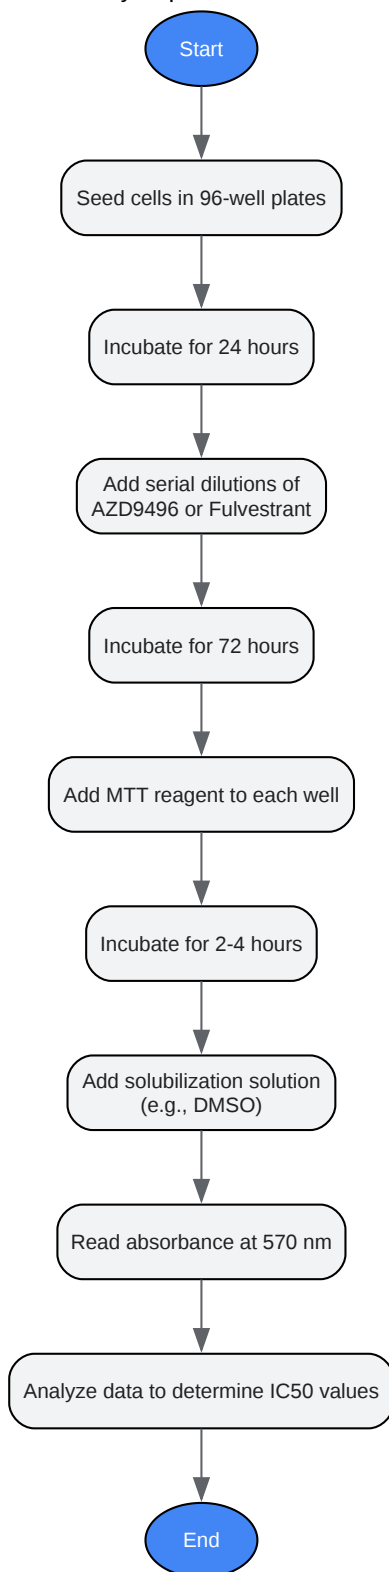 Start
Seed cells in 96-well plates
Incubate for 24 hours
Add serial dilutions of
AZD9496 or Fulvestrant
Incubate for 72 hours
Add MTT reagent to each well
Incubate for 2-4 hours
Add solubilization solution
(e.g., DMSO)
Read absorbance at 570 nm
Analyze data to determine IC50 values
End